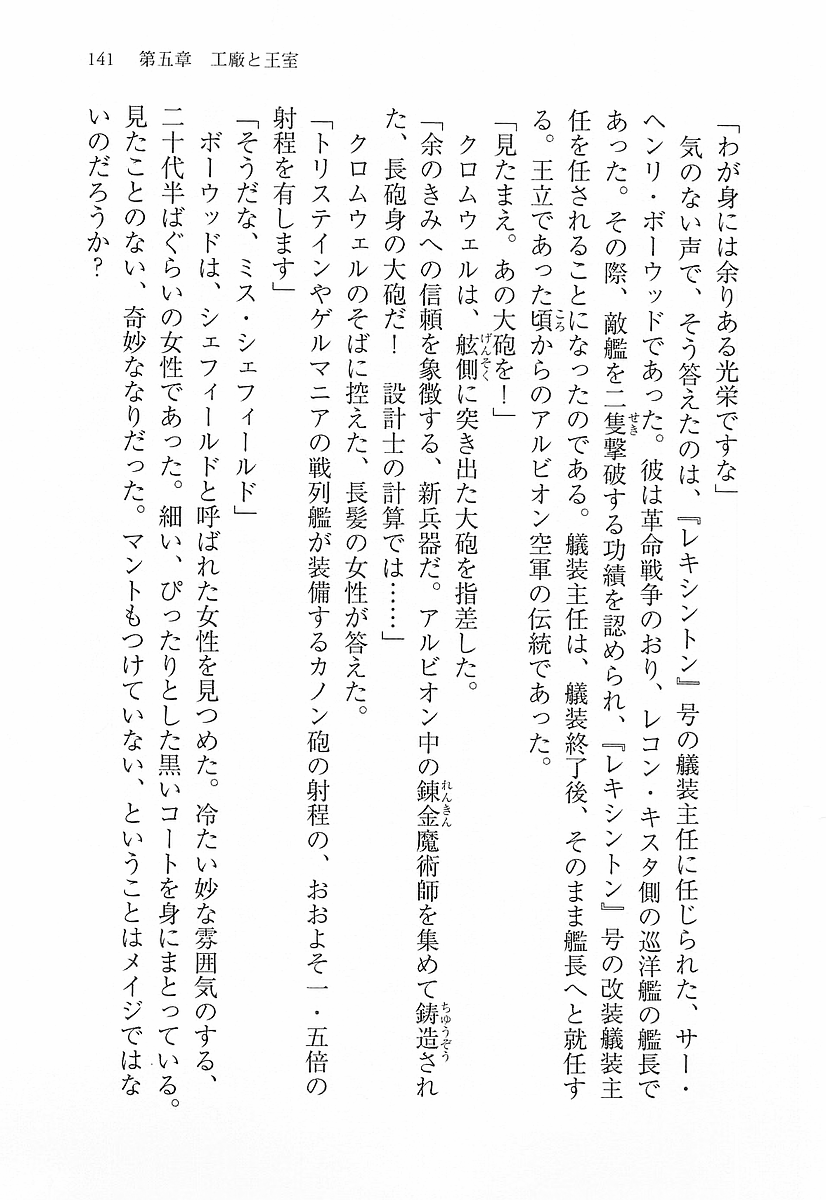 141　第五章　工廠と王室
「わが身には余りある光栄ですな」
　気のない声で、そう答えたのは、『レキシントン』号の艤装主任に任じられた、サー・
ヘンリ・ボーウッドであった。彼は革命戦争のおり、レコン・キスタ側の巡洋艦の艦長で
あった。その際、敵艦を二隻撃破する功績を認められ、『レキシントン』号の改装艤装主
任を任されることになったのである。艤装主任は、艤装終了後、そのまま艦長へと就任す
る。王立であった頃からのアルビオン空軍の伝統であった。
「見たまえ。あの大砲を！」
　クロムウェルは、舷側に突き出た大砲を指差した。
「余のきみへの信頼を象徴する、新兵器だ。アルビオン中の錬金魔術師を集めて鋳造され
た、長砲身の大砲だ！　設計士の計算では……」
　クロムウェルのそばに控えた、長髪の女性が答えた。
「トリステインやゲルマニアの戦列艦が装備するカノン砲の射程の、おおよそ一・五倍の
射程を有します」
「そうだな、ミス・シェフィールド」
　ボーウッドは、シェフィールドと呼ばれた女性を見つめた。冷たい妙な雰囲気のする、
二十代半ばぐらいの女性であった。細い、ぴったりとした黒いコートを身にまとっている。
見たことのない、奇妙ななりだった。マントもつけていない、ということはメイジではな
いのだろうか？